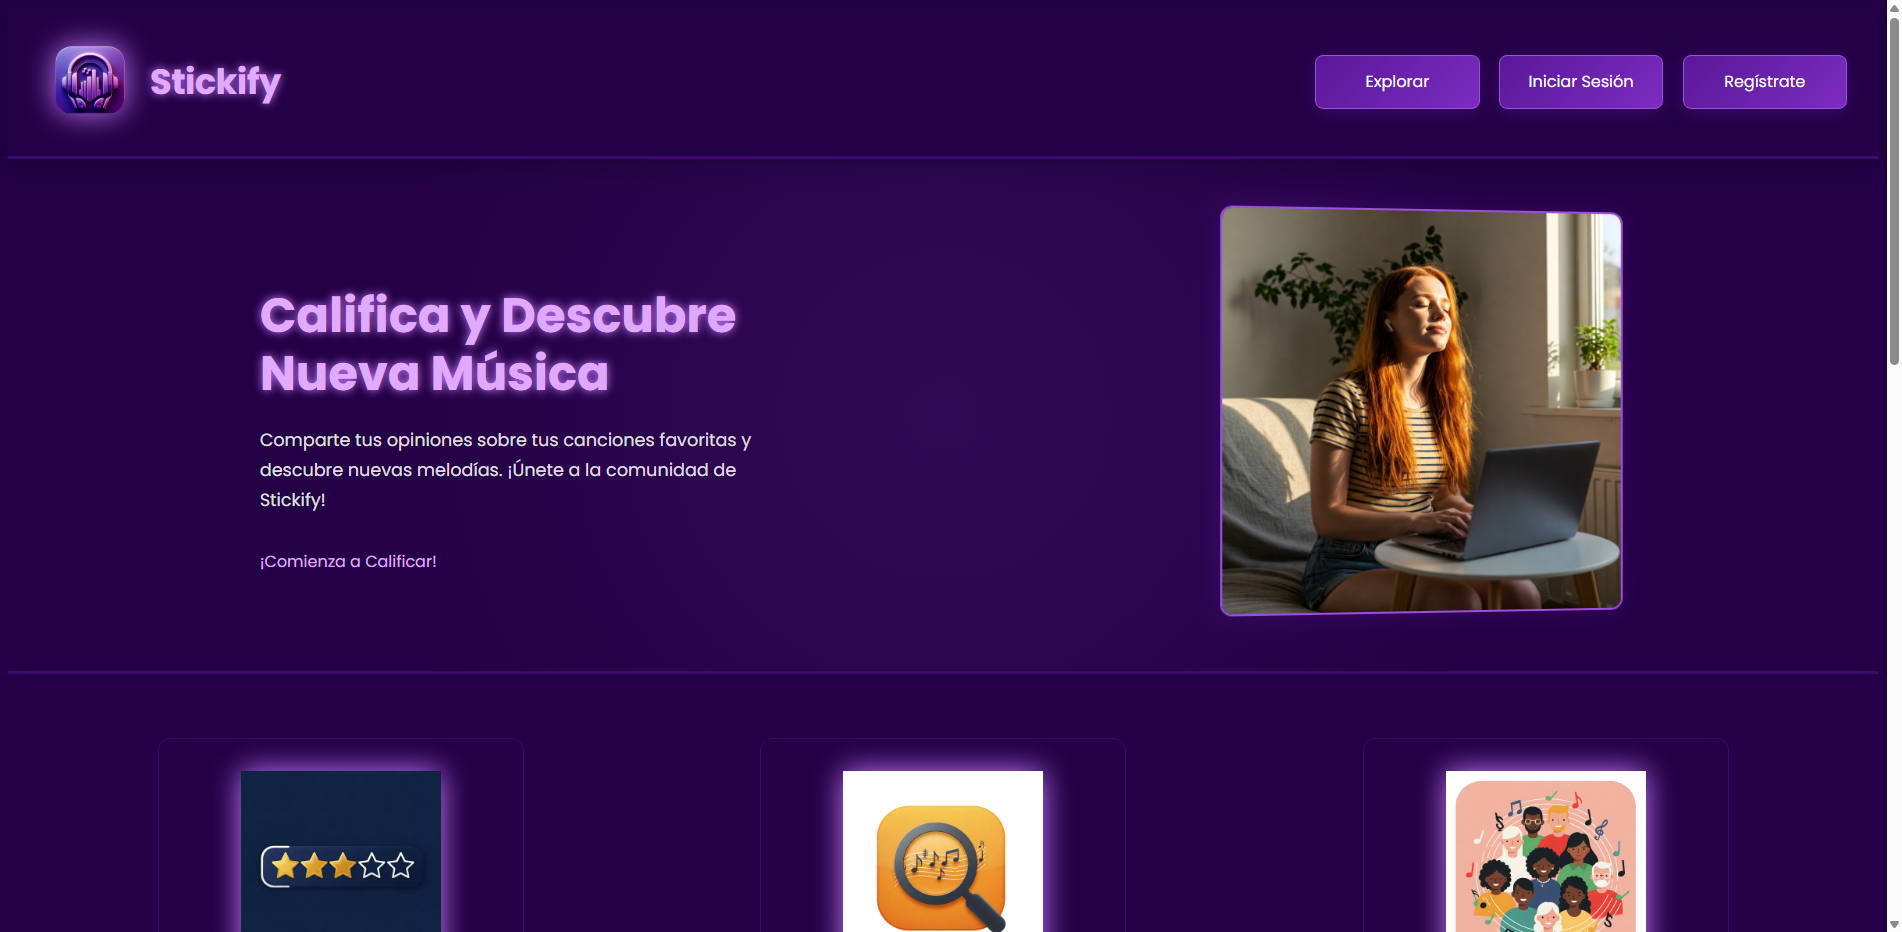 Stickify
Explorar
Iniciar Sesión
Regístrate
Califica y Descubre
Nueva Música
Comparte tus opiniones sobre tus canciones favoritas y
descubre nuevas melodías. ¡Únete a la comunidad de
Stickify!
¡Comienza a Calificar!